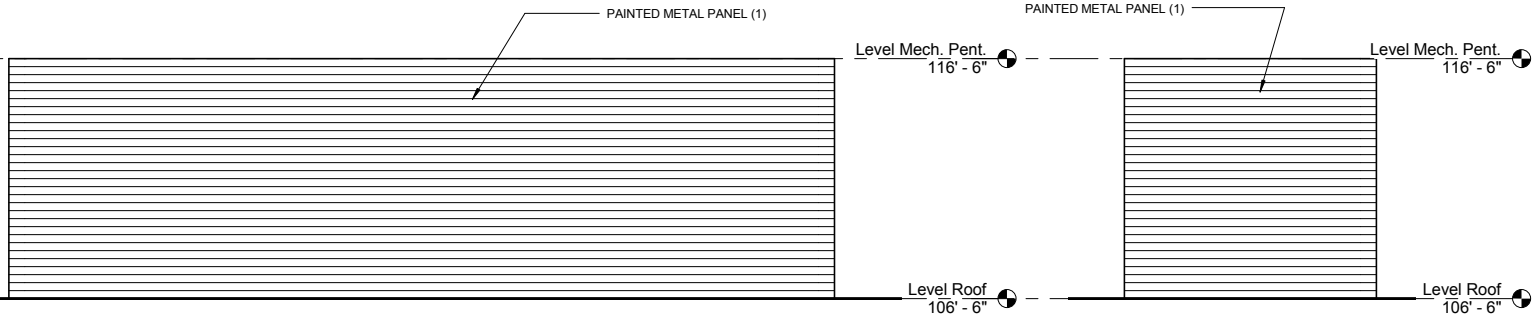 PAINTED METAL PANEL (1)
Level Mech. Pent.
116' - 6"
Level Roof
106' - 6"
PAINTED METAL PANEL (1)
Level Mech. Pent.
116' - 6"
Level Roof
106' - 6"